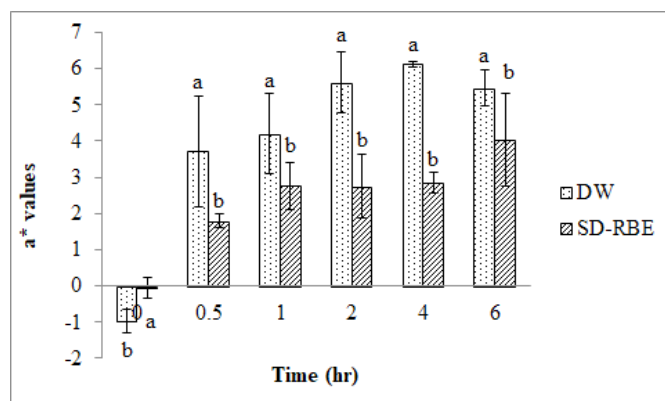 7
6
5
4
3
2
1
0
-1
-2
a* values
a a a a a b
b b b b
b a
0 0.5 1 2 4 6
Time (hr)
DW
SD-RBE